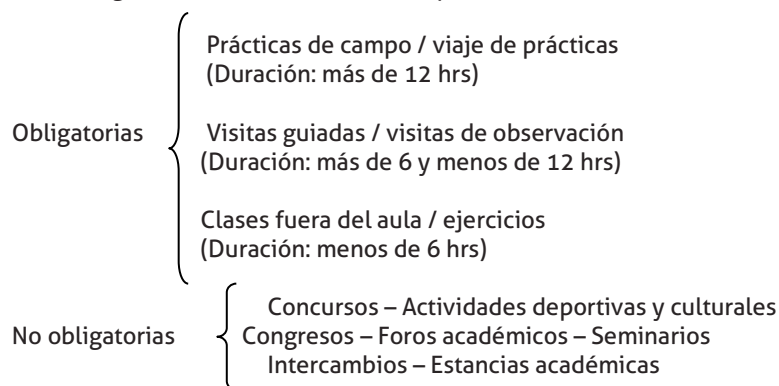 Prácticas de campo / viaje de prácticas
(Duración: más de 12 hrs)
Obligatorias
Visitas guiadas / visitas de observación
(Duración: más de 6 y menos de 12 hrs)
Clases fuera del aula / ejercicios
(Duración: menos de 6 hrs)
Concursos – Actividades deportivas y culturales
No obligatorias
Congresos – Foros académicos – Seminarios
Intercambios – Estancias académicas